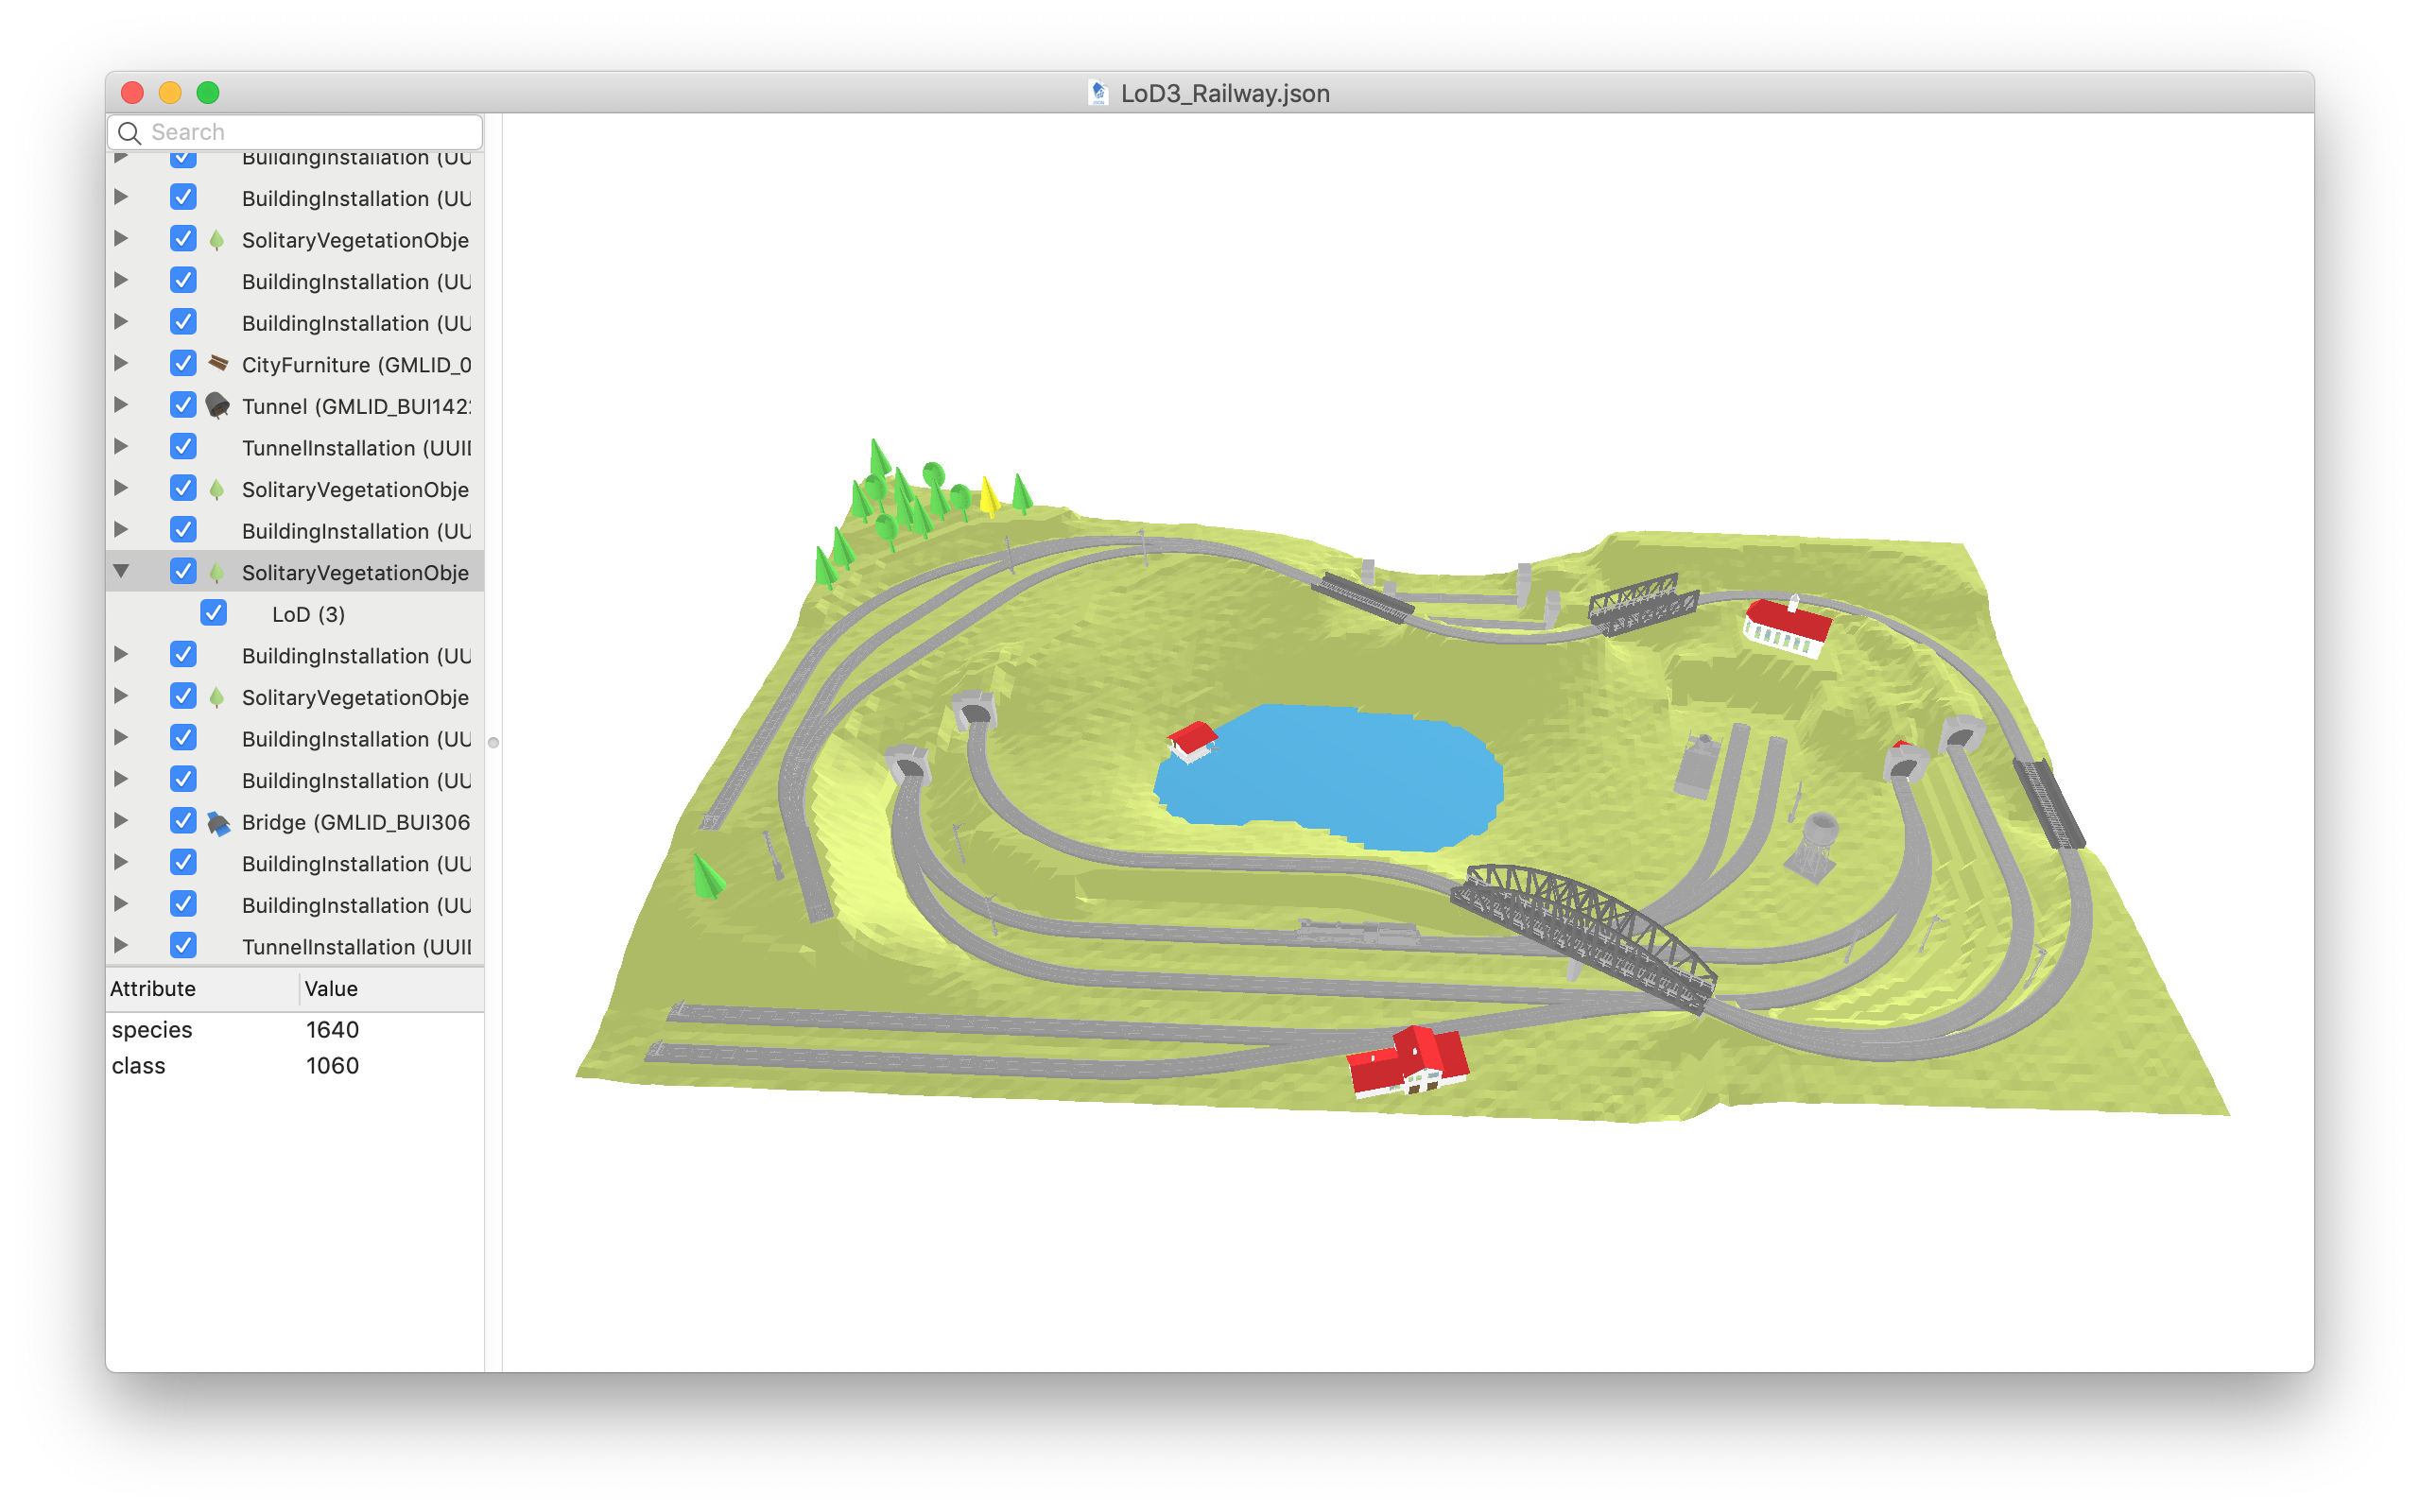 LoD3_Railway.json
Search
BuildingInstallation (UU
BuildingInstallation (UU
SolitaryVegetationObje
BuildingInstallation (UU
BuildingInstallation (UU
CityFurniture (GMLID_0
Tunnel (GMLID_BUI142
TunnelInstallation (UUI
SolitaryVegetationObje
BuildingInstallation (UU
SolitaryVegetationObje
LoD (3)
BuildingInstallation (UU
SolitaryVegetationObje
BuildingInstallation (UU
BuildingInstallation (UU
Bridge (GMLID_BUI306
BuildingInstallation (UU
BuildingInstallation (UU
TunnelInstallation (UUI
Attribute Value
species 1640
class 1060